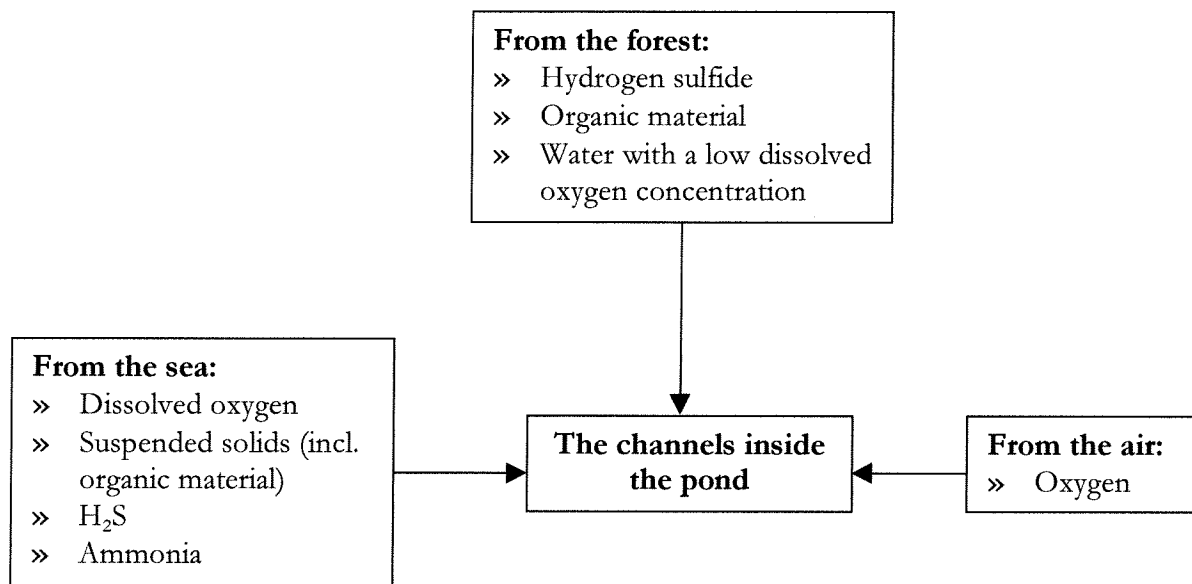 From the forest:
» Hydrogen sulfide
» Organic material
» Water with a low dissolved
oxygen concentration
From the sea:
» Dissolved oxygen
» Suspended solids (incl.
organic material)
» H₂S
» Ammonia
The channels inside
the pond
From the air:
» Oxygen